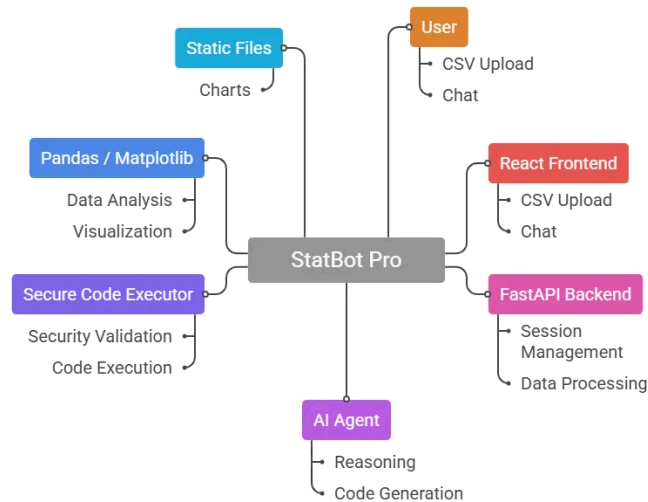 User
CSV Upload
Chat
Static Files
Charts
Pandas / Matplotlib
Data Analysis
Visualization
React Frontend
CSV Upload
Chat
StatBot Pro
Secure Code Executor
Security Validation
Code Execution
FastAPI Backend
Session
Management
Data Processing
AI Agent
Reasoning
Code Generation